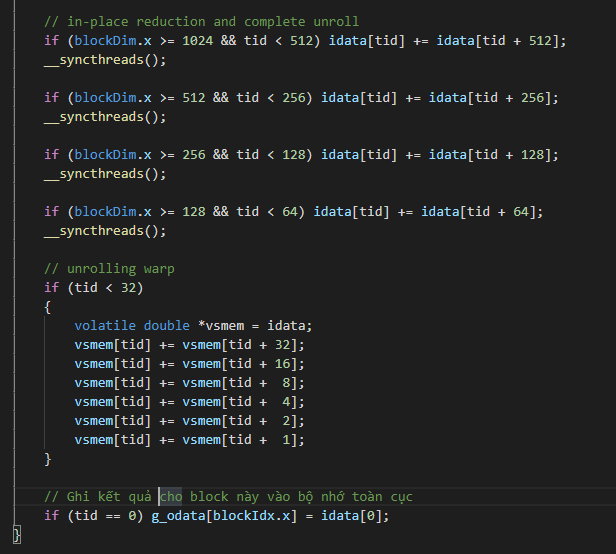 // in-place reduction and complete unroll
if (blockDim.x >= 1024 && tid < 512) idata[tid] += idata[tid + 512];
__syncthreads();
if (blockDim.x >= 512 && tid < 256) idata[tid] += idata[tid + 256];
__syncthreads();
if (blockDim.x >= 256 && tid < 128) idata[tid] += idata[tid + 128];
__syncthreads();
if (blockDim.x >= 128 && tid < 64) idata[tid] += idata[tid + 64];
__syncthreads();
// unrolling warp
if (tid < 32)
{
volatile double *vsmem = idata;
vsmem[tid] += vsmem[tid + 32];
vsmem[tid] += vsmem[tid + 16];
vsmem[tid] += vsmem[tid +  8];
vsmem[tid] += vsmem[tid +  4];
vsmem[tid] += vsmem[tid +  2];
vsmem[tid] += vsmem[tid +  1];
}
// Ghi kết quả cho block này vào bộ nhớ toàn cục
if (tid == 0) g_odata[blockIdx.x] = idata[0];
}